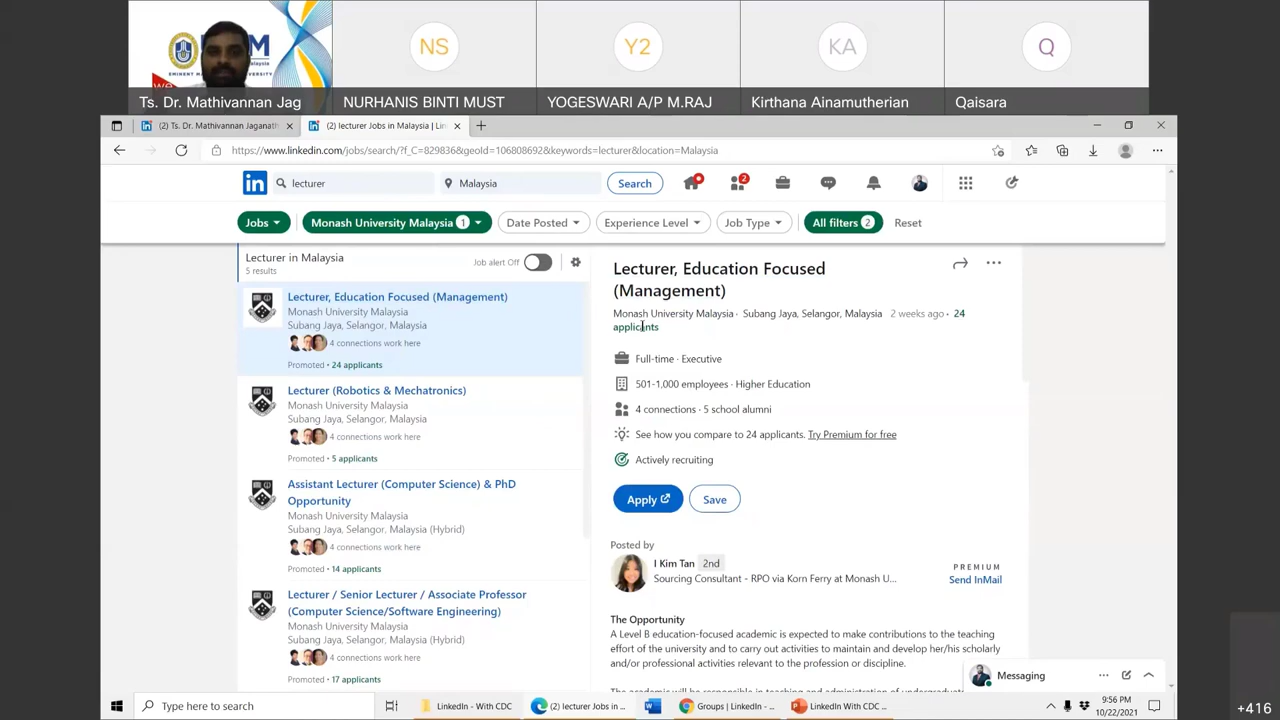 NS
Y2
KA
Q
Ts. Dr. Mathivannan Jag
NURHANIS BINTI MUST
YOGESWARI A/P M.RAJ
Kirthana Ainamutherian
Qaisara
(2) Ts. Dr. Mathivannan Jaganath
(2) lecturer Jobs in Malaysia | Lin
https://www.linkedin.com/jobs/search/?f_C=829836&geoId=106808692&keywords=lecturer&location=Malaysia
in
lecturer
Malaysia
Search
2
Jobs
Monash University Malaysia 1
Date Posted
Experience Level
Job Type
All filters 2
Reset
Lecturer in Malaysia
5 results
Job alert Off
Lecturer, Education Focused (Management)
Monash University Malaysia
Subang Jaya, Selangor, Malaysia
4 connections work here
Promoted • 24 applicants
Lecturer (Robotics & Mechatronics)
Monash University Malaysia
Subang Jaya, Selangor, Malaysia
4 connections work here
Promoted • 5 applicants
Assistant Lecturer (Computer Science) & PhD
Opportunity
Monash University Malaysia
Subang Jaya, Selangor, Malaysia (Hybrid)
4 connections work here
Promoted • 14 applicants
Lecturer / Senior Lecturer / Associate Professor
(Computer Science/Software Engineering)
Monash University Malaysia
Subang Jaya, Selangor, Malaysia (Hybrid)
4 connections work here
Promoted • 17 applicants
Lecturer, Education Focused
(Management)
Monash University Malaysia · Subang Jaya, Selangor, Malaysia 2 weeks ago • 24
applicants
Full-time · Executive
501-1,000 employees · Higher Education
4 connections · 5 school alumni
See how you compare to 24 applicants. Try Premium for free
Actively recruiting
Apply
Save
Posted by
I Kim Tan 2nd
Sourcing Consultant - RPO via Korn Ferry at Monash U...
PREMIUM
Send InMail
The Opportunity
A Level B education-focused academic is expected to make contributions to the teaching
effort of the university and to carry out activities to maintain and develop her/his scholarly
and/or professional activities relevant to the profession or discipline.
Messaging
Type here to search
LinkedIn - With CDC
(2) lecturer Jobs in ...
Groups | LinkedIn - ...
LinkedIn With CDC ...
9:56 PM
10/22/2021
+416